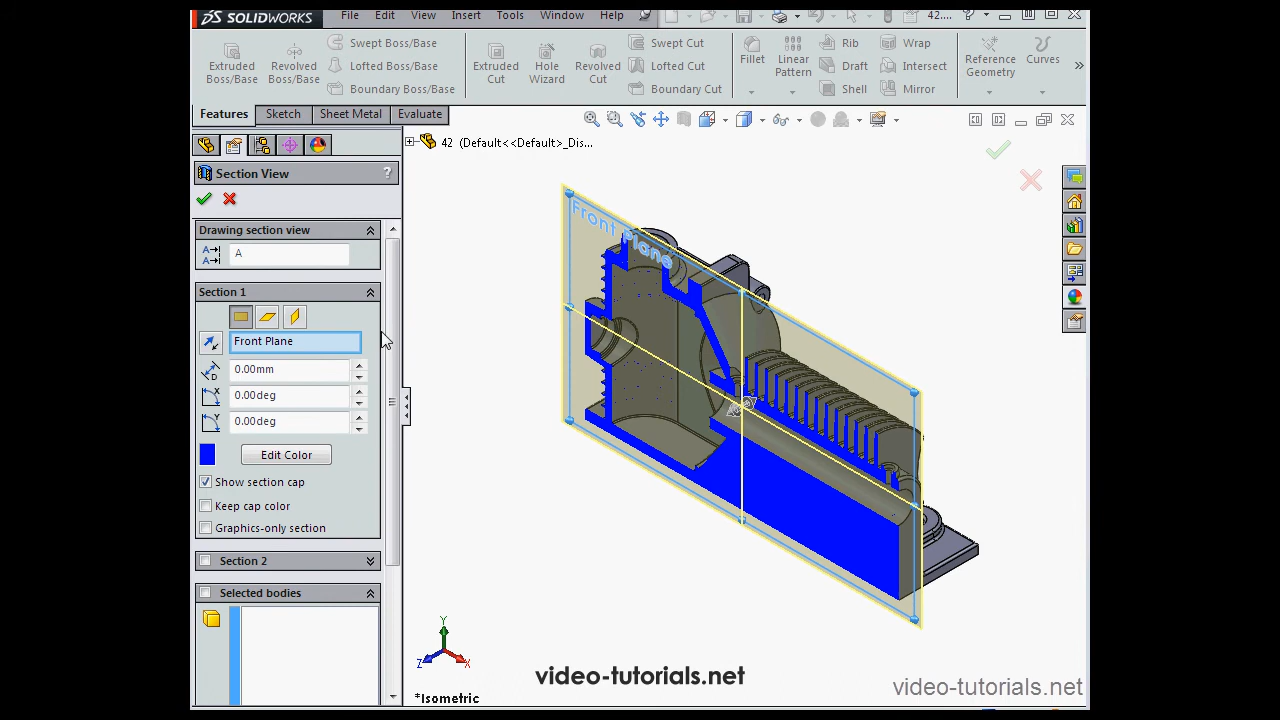 SOLIDWORKS File Edit View Insert Tools Window Help 42.... ?
Extruded Boss/Base
Revolved Boss/Base
Swept Boss/Base
Lofted Boss/Base
Boundary Boss/Base
Extruded Cut
Hole Wizard
Revolved Cut
Swept Cut
Lofted Cut
Boundary Cut
Fillet
Linear Pattern
Rib
Draft
Shell
Wrap
Intersect
Mirror
Reference Geometry
Curves
»
Features Sketch Sheet Metal Evaluate
42 (Default<<Default>_Dis...
Section View ?
Drawing section view
A
Section 1
Front Plane
0.00mm
0.00deg
0.00deg
Edit Color
Show section cap
Keep cap color
Graphics-only section
Section 2
Selected bodies
Front Plane
Y
Z
X
*Isometric
video-tutorials.net
video-tutorials.net